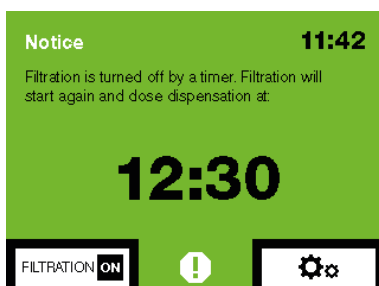 Notice 11:42
Filtration is turned off by a timer. Filtration will
start again and dose dispensation at:
12:30
FILTRATION ON !